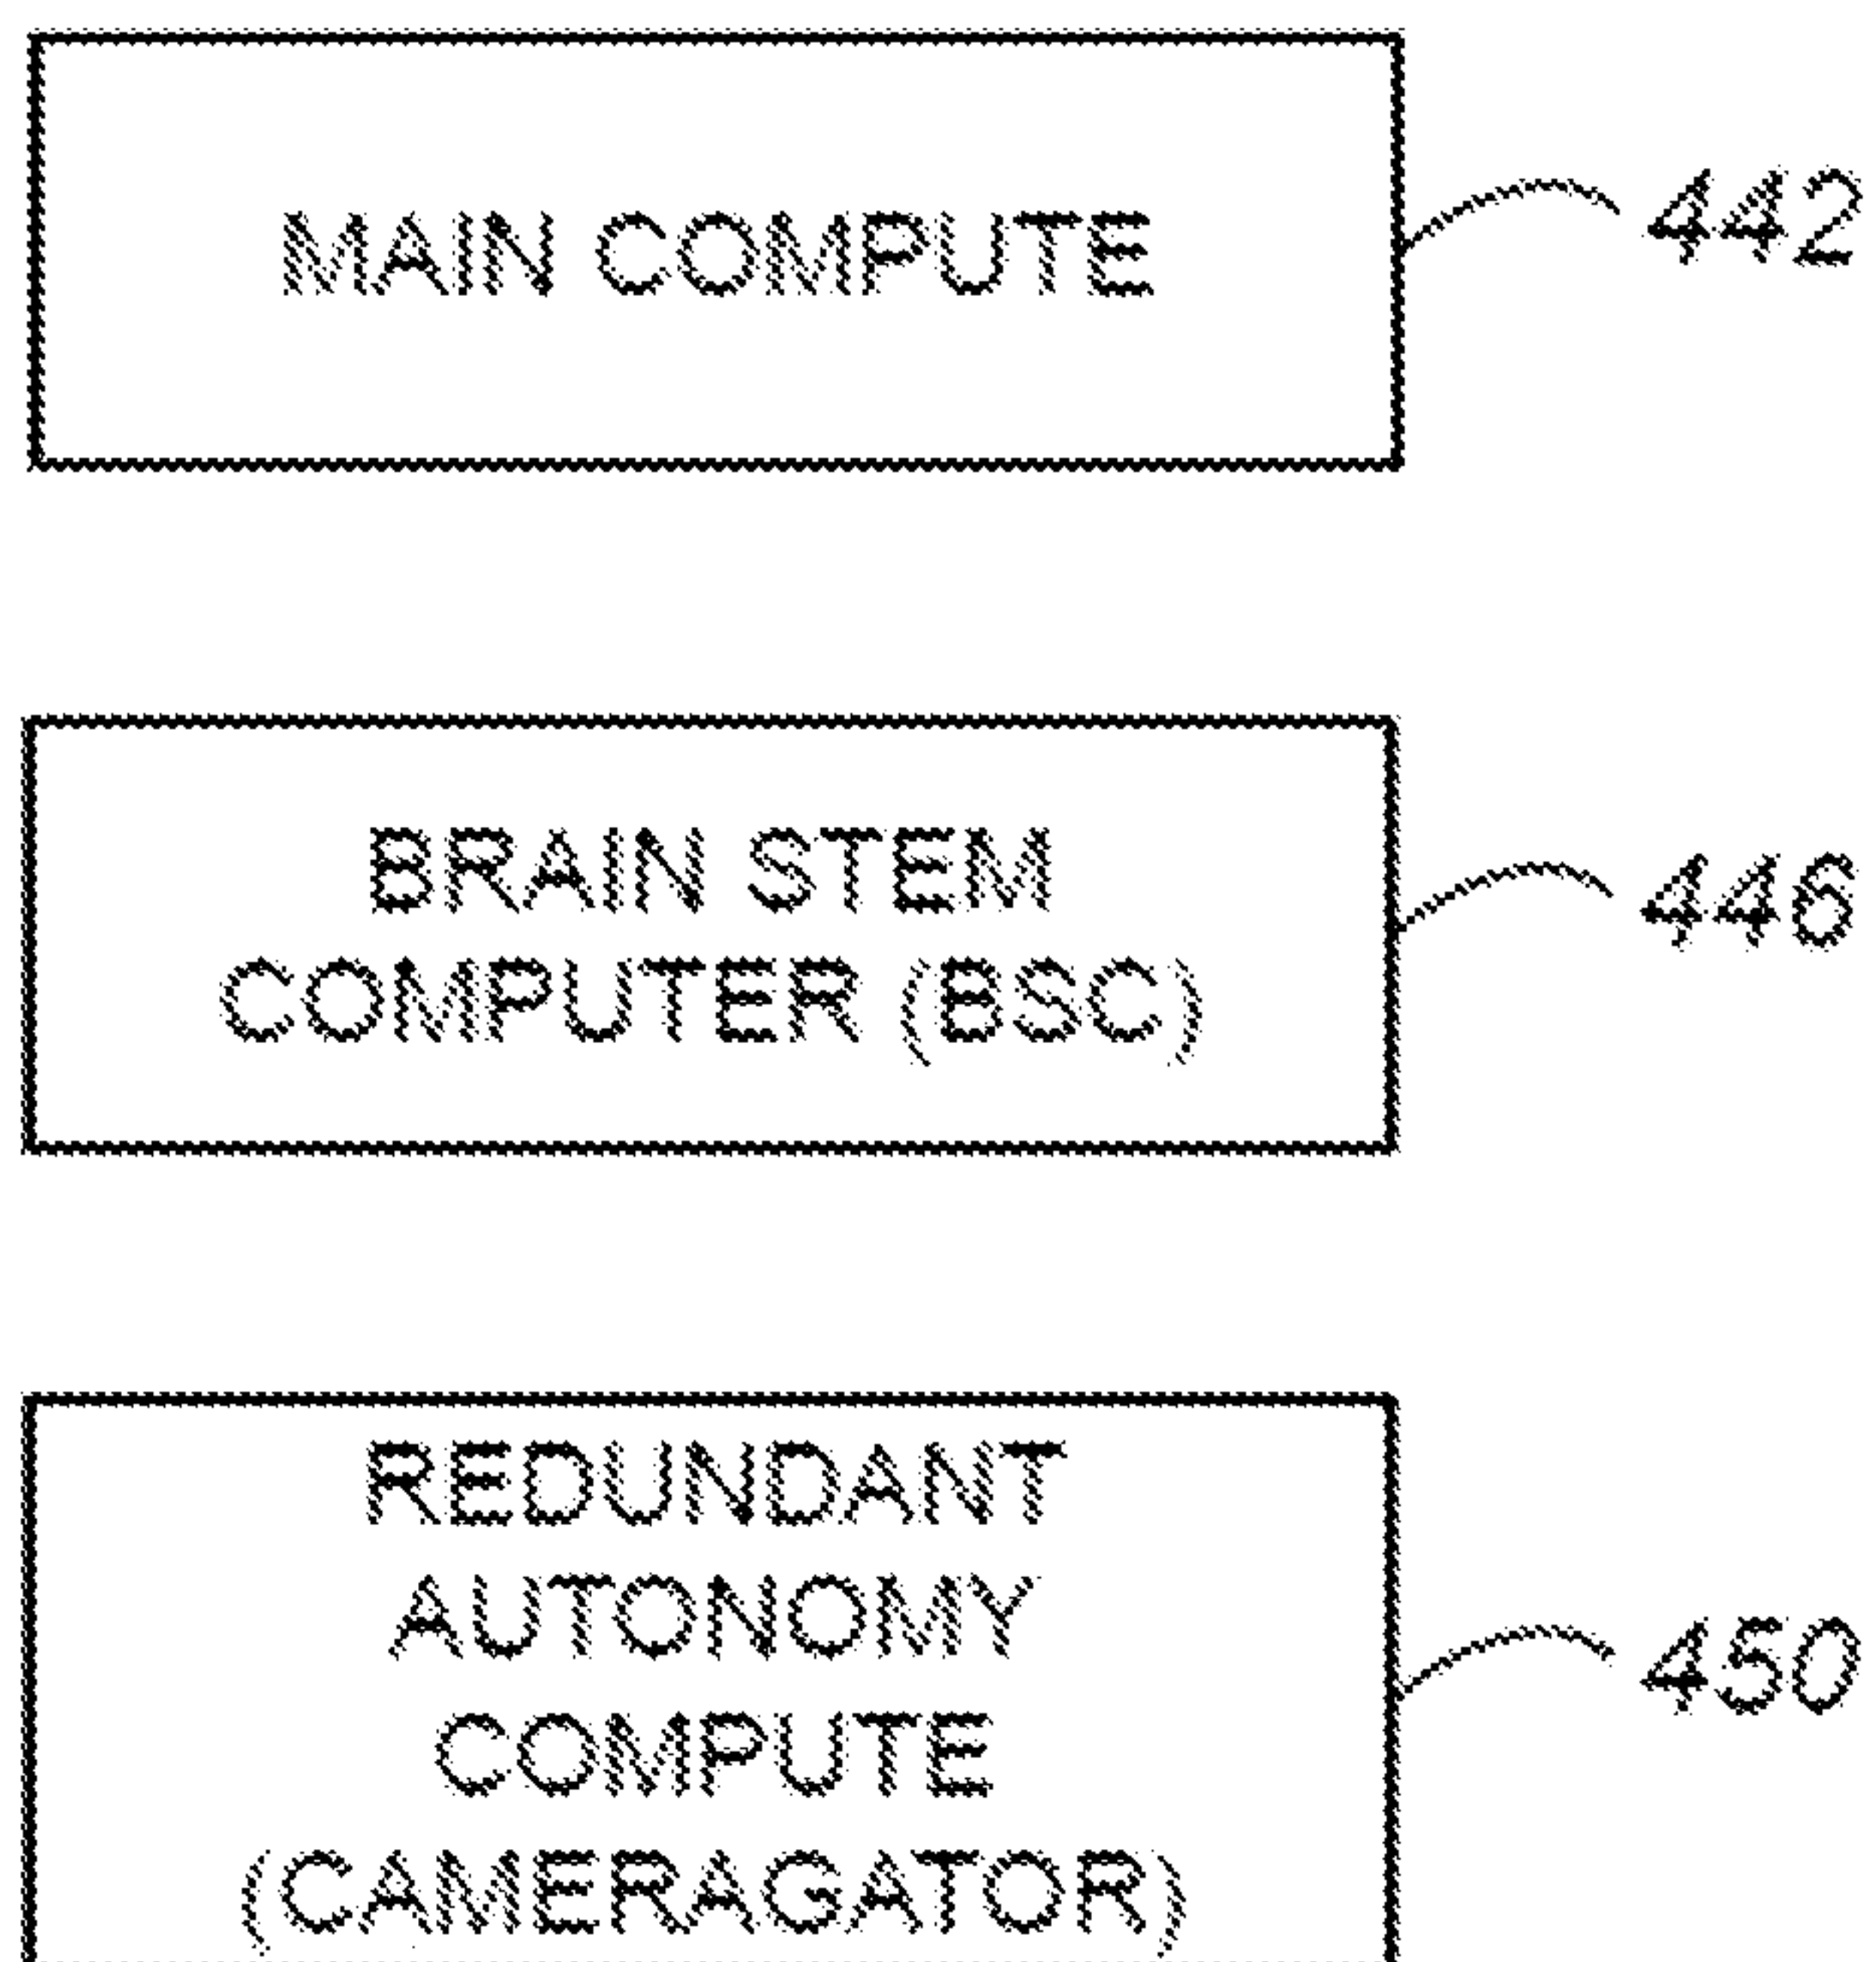 MAIN COMPUTE
442
BRAIN STEM
COMPUTER (BSC)
446
REDUNDANT
AUTONOMY
COMPUTE
(CAMERAGATOR)
450